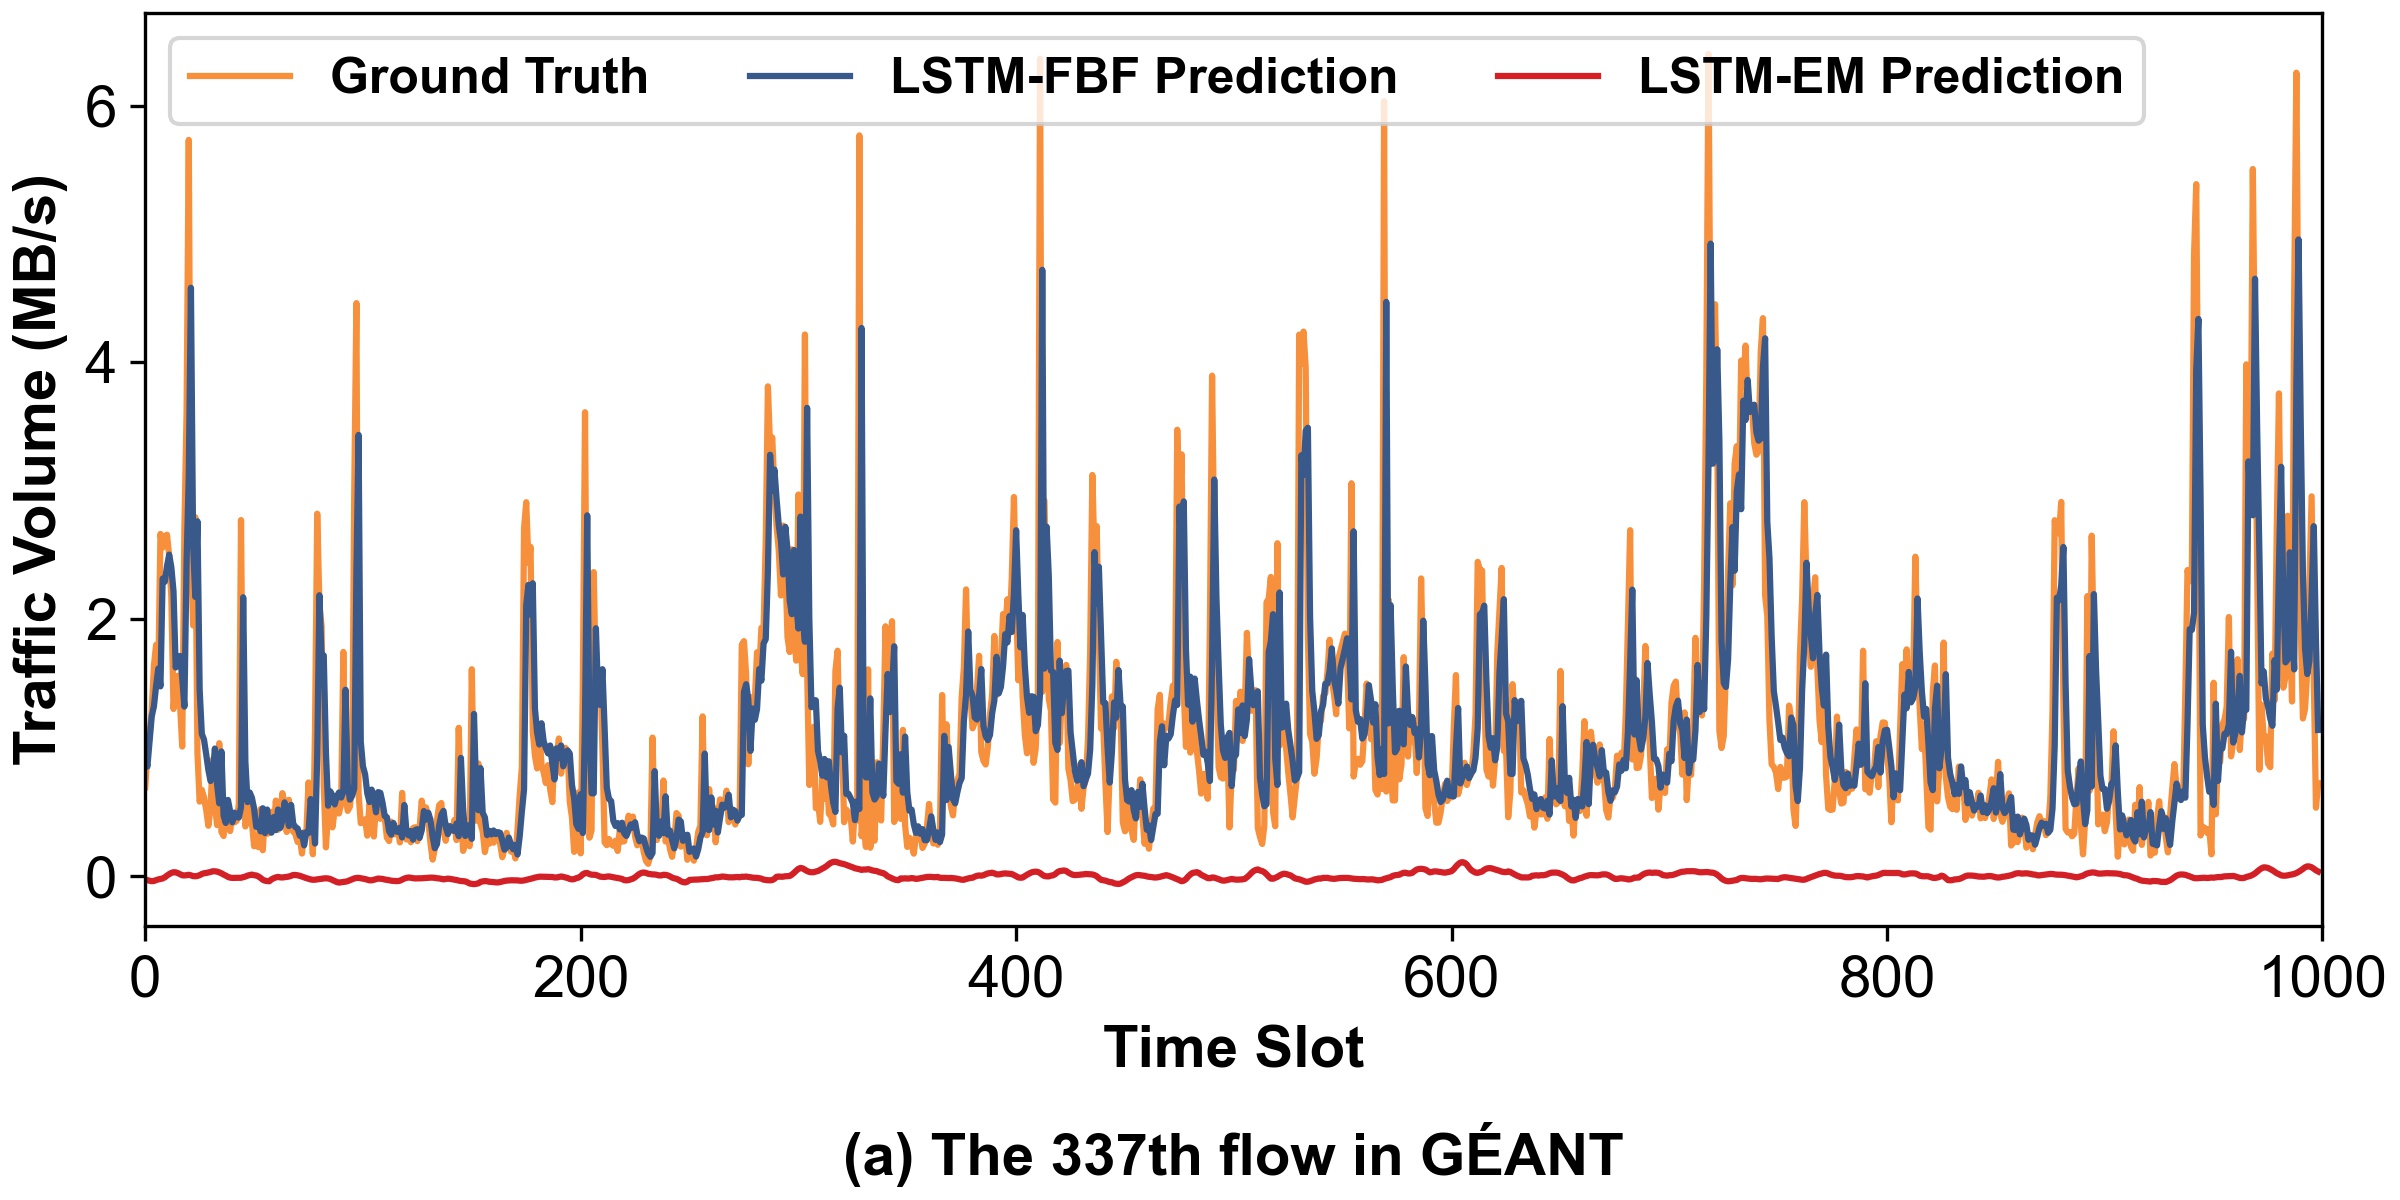 Ground Truth LSTM-FBF Prediction LSTM-EM Prediction
Traffic Volume (MB/s)
6
4
2
0
0 200 400 600 800 1000
Time Slot
(a) The 337th flow in GÉANT